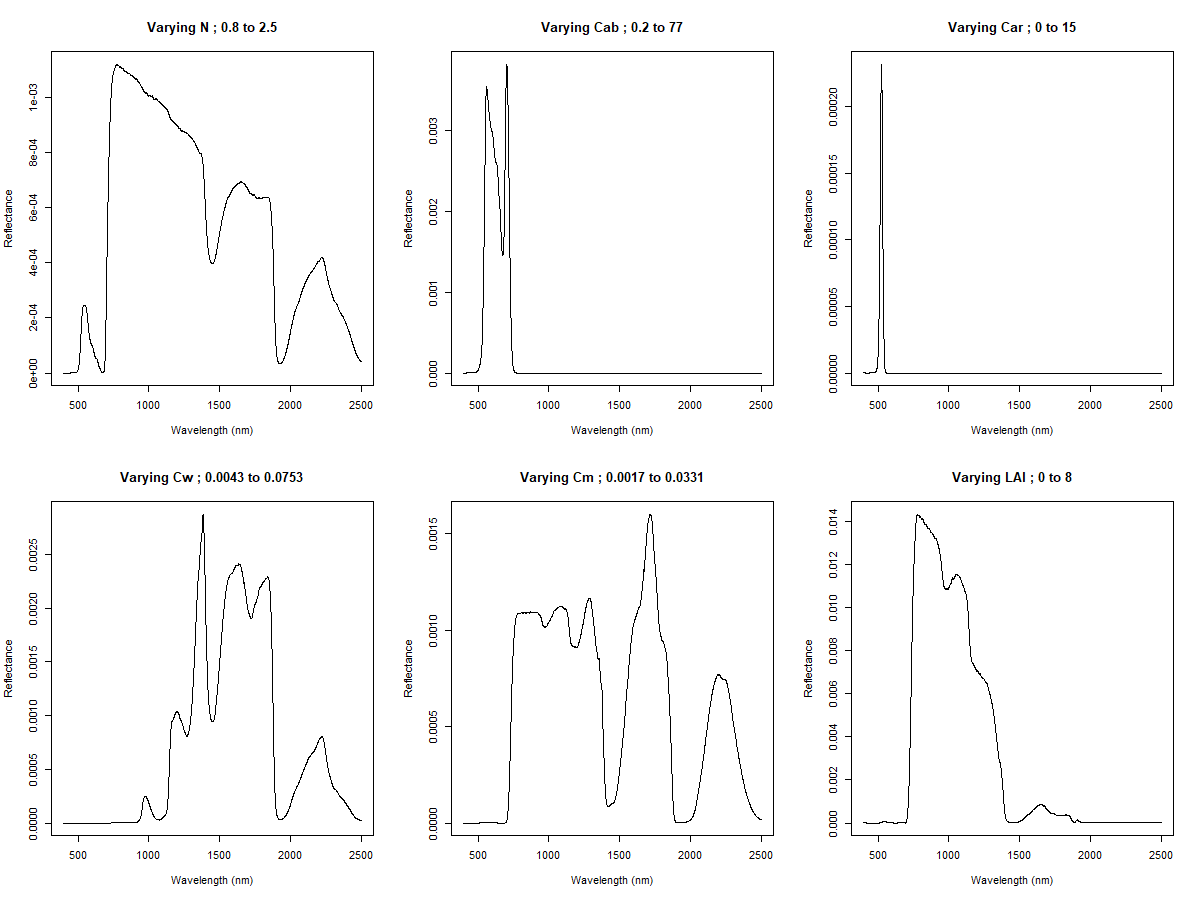 Varying N ; 0.8 to 2.5
Reflectance
0e+00 2e-04 4e-04 6e-04 8e-04 1e-03
500 1000 1500 2000 2500
Wavelength (nm)
Varying Cab ; 0.2 to 77
Reflectance
0.000 0.001 0.002 0.003
500 1000 1500 2000 2500
Wavelength (nm)
Varying Car ; 0 to 15
Reflectance
0.00000 0.00005 0.00010 0.00015 0.00020
500 1000 1500 2000 2500
Wavelength (nm)
Varying Cw ; 0.0043 to 0.0753
Reflectance
0.0000 0.0005 0.0010 0.0015 0.0020 0.0025
500 1000 1500 2000 2500
Wavelength (nm)
Varying Cm ; 0.0017 to 0.0331
Reflectance
0.0000 0.0005 0.0010 0.0015
500 1000 1500 2000 2500
Wavelength (nm)
Varying LAI ; 0 to 8
Reflectance
0.000 0.002 0.004 0.006 0.008 0.010 0.012 0.014
500 1000 1500 2000 2500
Wavelength (nm)